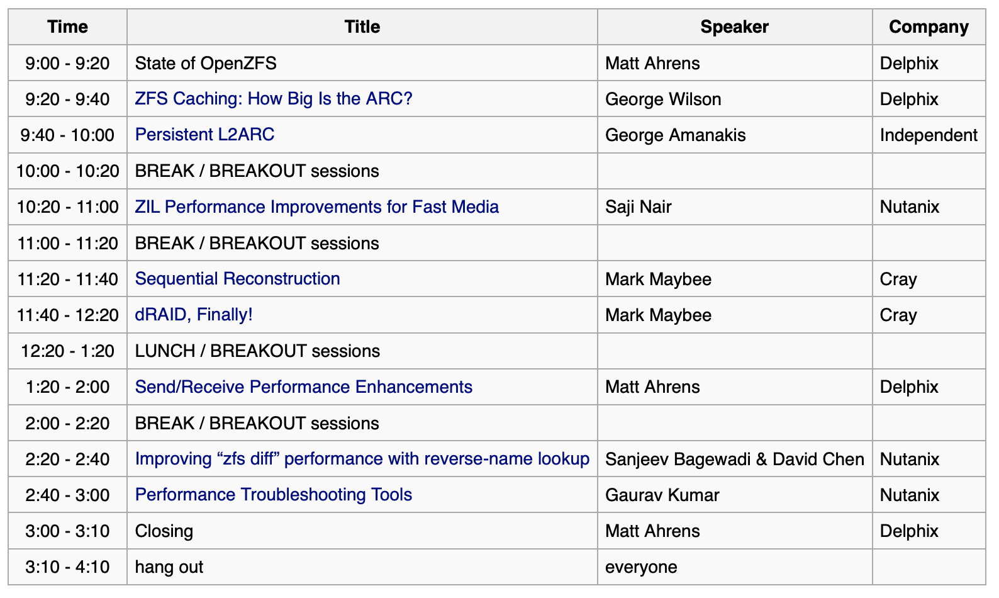 Time Title Speaker Company
9:00 - 9:20 State of OpenZFS Matt Ahrens Delphix
9:20 - 9:40 ZFS Caching: How Big Is the ARC? George Wilson Delphix
9:40 - 10:00 Persistent L2ARC George Amanakis Independent
10:00 - 10:20 BREAK / BREAKOUT sessions
10:20 - 11:00 ZIL Performance Improvements for Fast Media Saji Nair Nutanix
11:00 - 11:20 BREAK / BREAKOUT sessions
11:20 - 11:40 Sequential Reconstruction Mark Maybee Cray
11:40 - 12:20 dRAID, Finally! Mark Maybee Cray
12:20 - 1:20 LUNCH / BREAKOUT sessions
1:20 - 2:00 Send/Receive Performance Enhancements Matt Ahrens Delphix
2:00 - 2:20 BREAK / BREAKOUT sessions
2:20 - 2:40 Improving “zfs diff” performance with reverse-name lookup Sanjeev Bagewadi & David Chen Nutanix
2:40 - 3:00 Performance Troubleshooting Tools Gaurav Kumar Nutanix
3:00 - 3:10 Closing Matt Ahrens Delphix
3:10 - 4:10 hang out everyone